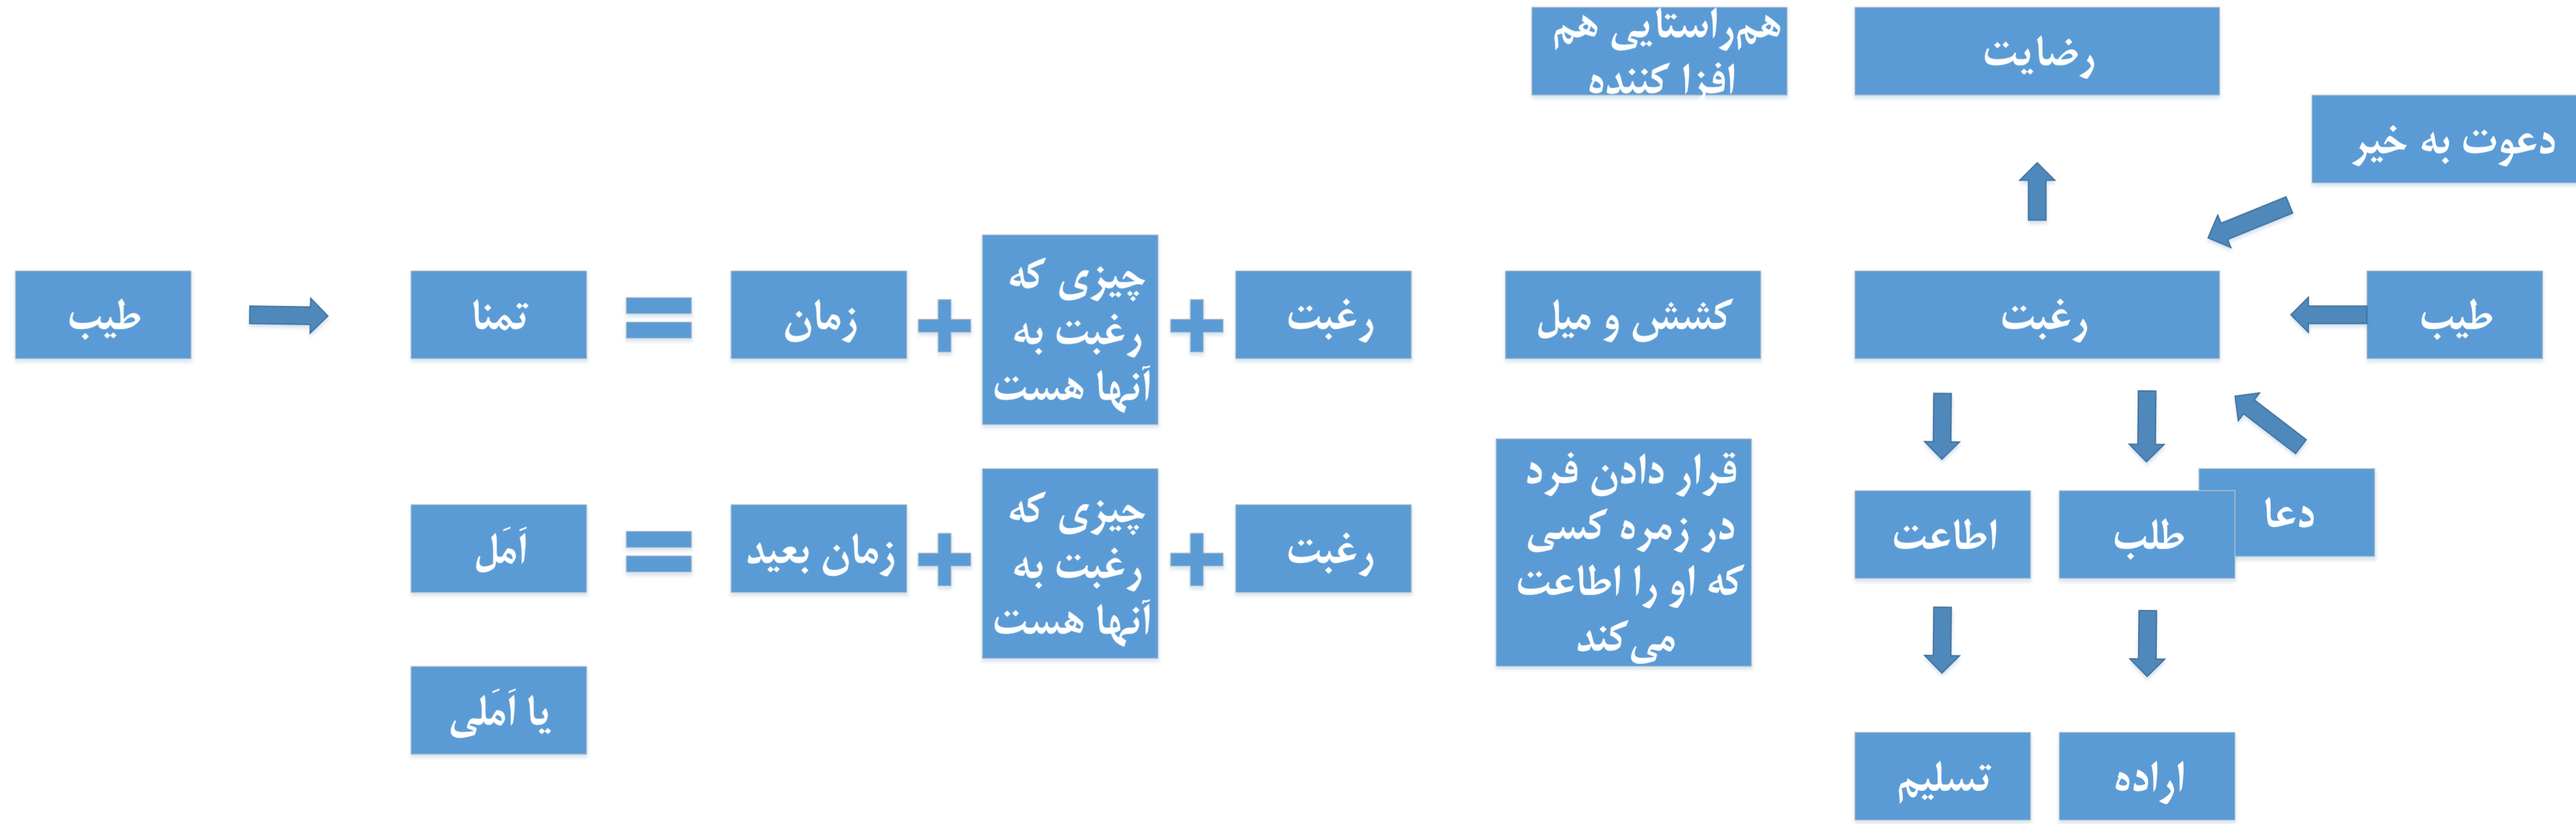 هم‌راستایی هم
افزا کننده
رضایت
دعوت به خیر
طیب
رغبت
کشش و میل
رغبت
چیزی که
رغبت به
آنها هست
زمان
تمنا
طیب
دعا
طلب
اطاعت
قرار دادن فرد
در زمره کسی
که او را اطاعت
می‌کند
رغبت
چیزی که
رغبت به
آنها هست
زمان بعید
اَمَل
یا اَمَلی
اراده
تسلیم